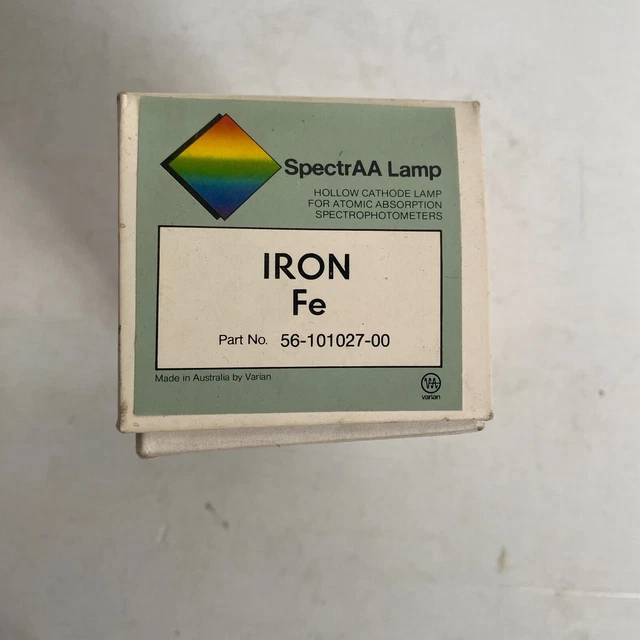 SpectrAA Lamp
HOLLOW CATHODE LAMP
FOR ATOMIC ABSORPTION
SPECTROPHOTOMETERS
IRON
Fe
Part No. 56-101027-00
Made in Australia by Varian
varian